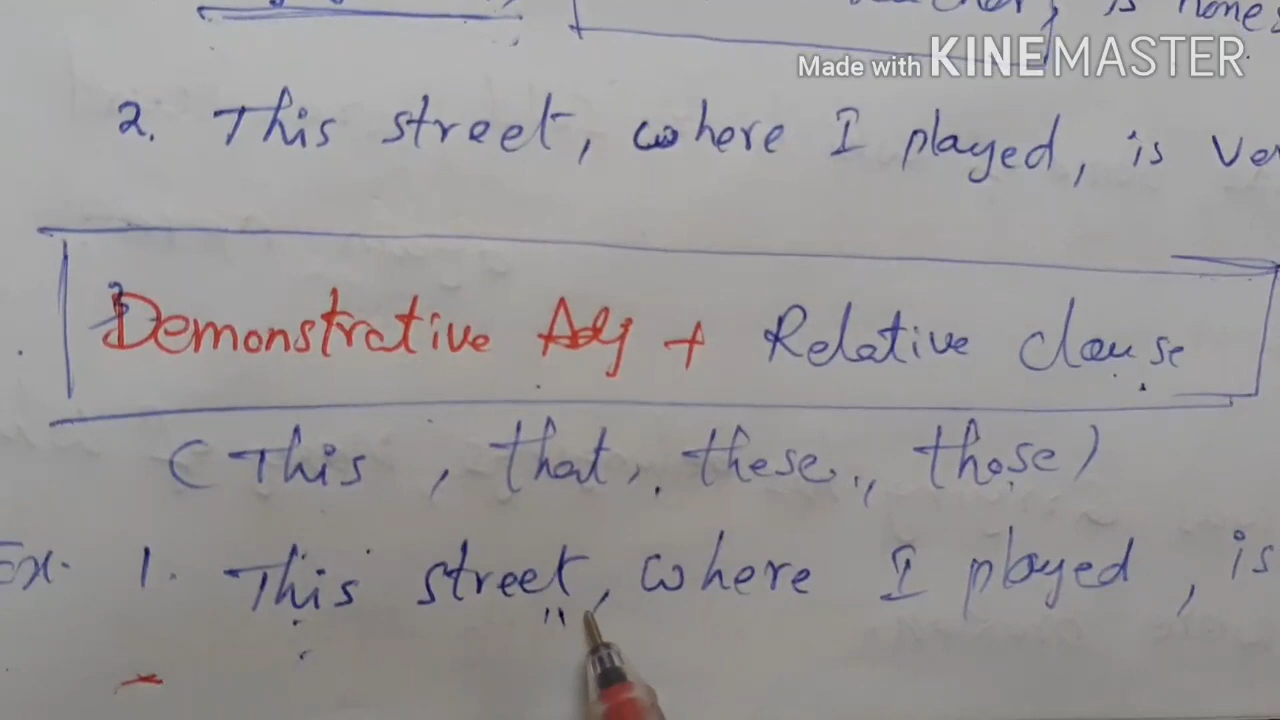 is
Made with KINEMASTER
2. This street, where I played, is
Demonstrative Adj + Relative clause
(This, that, these, those)
Ex. 1. This street, where I played, is